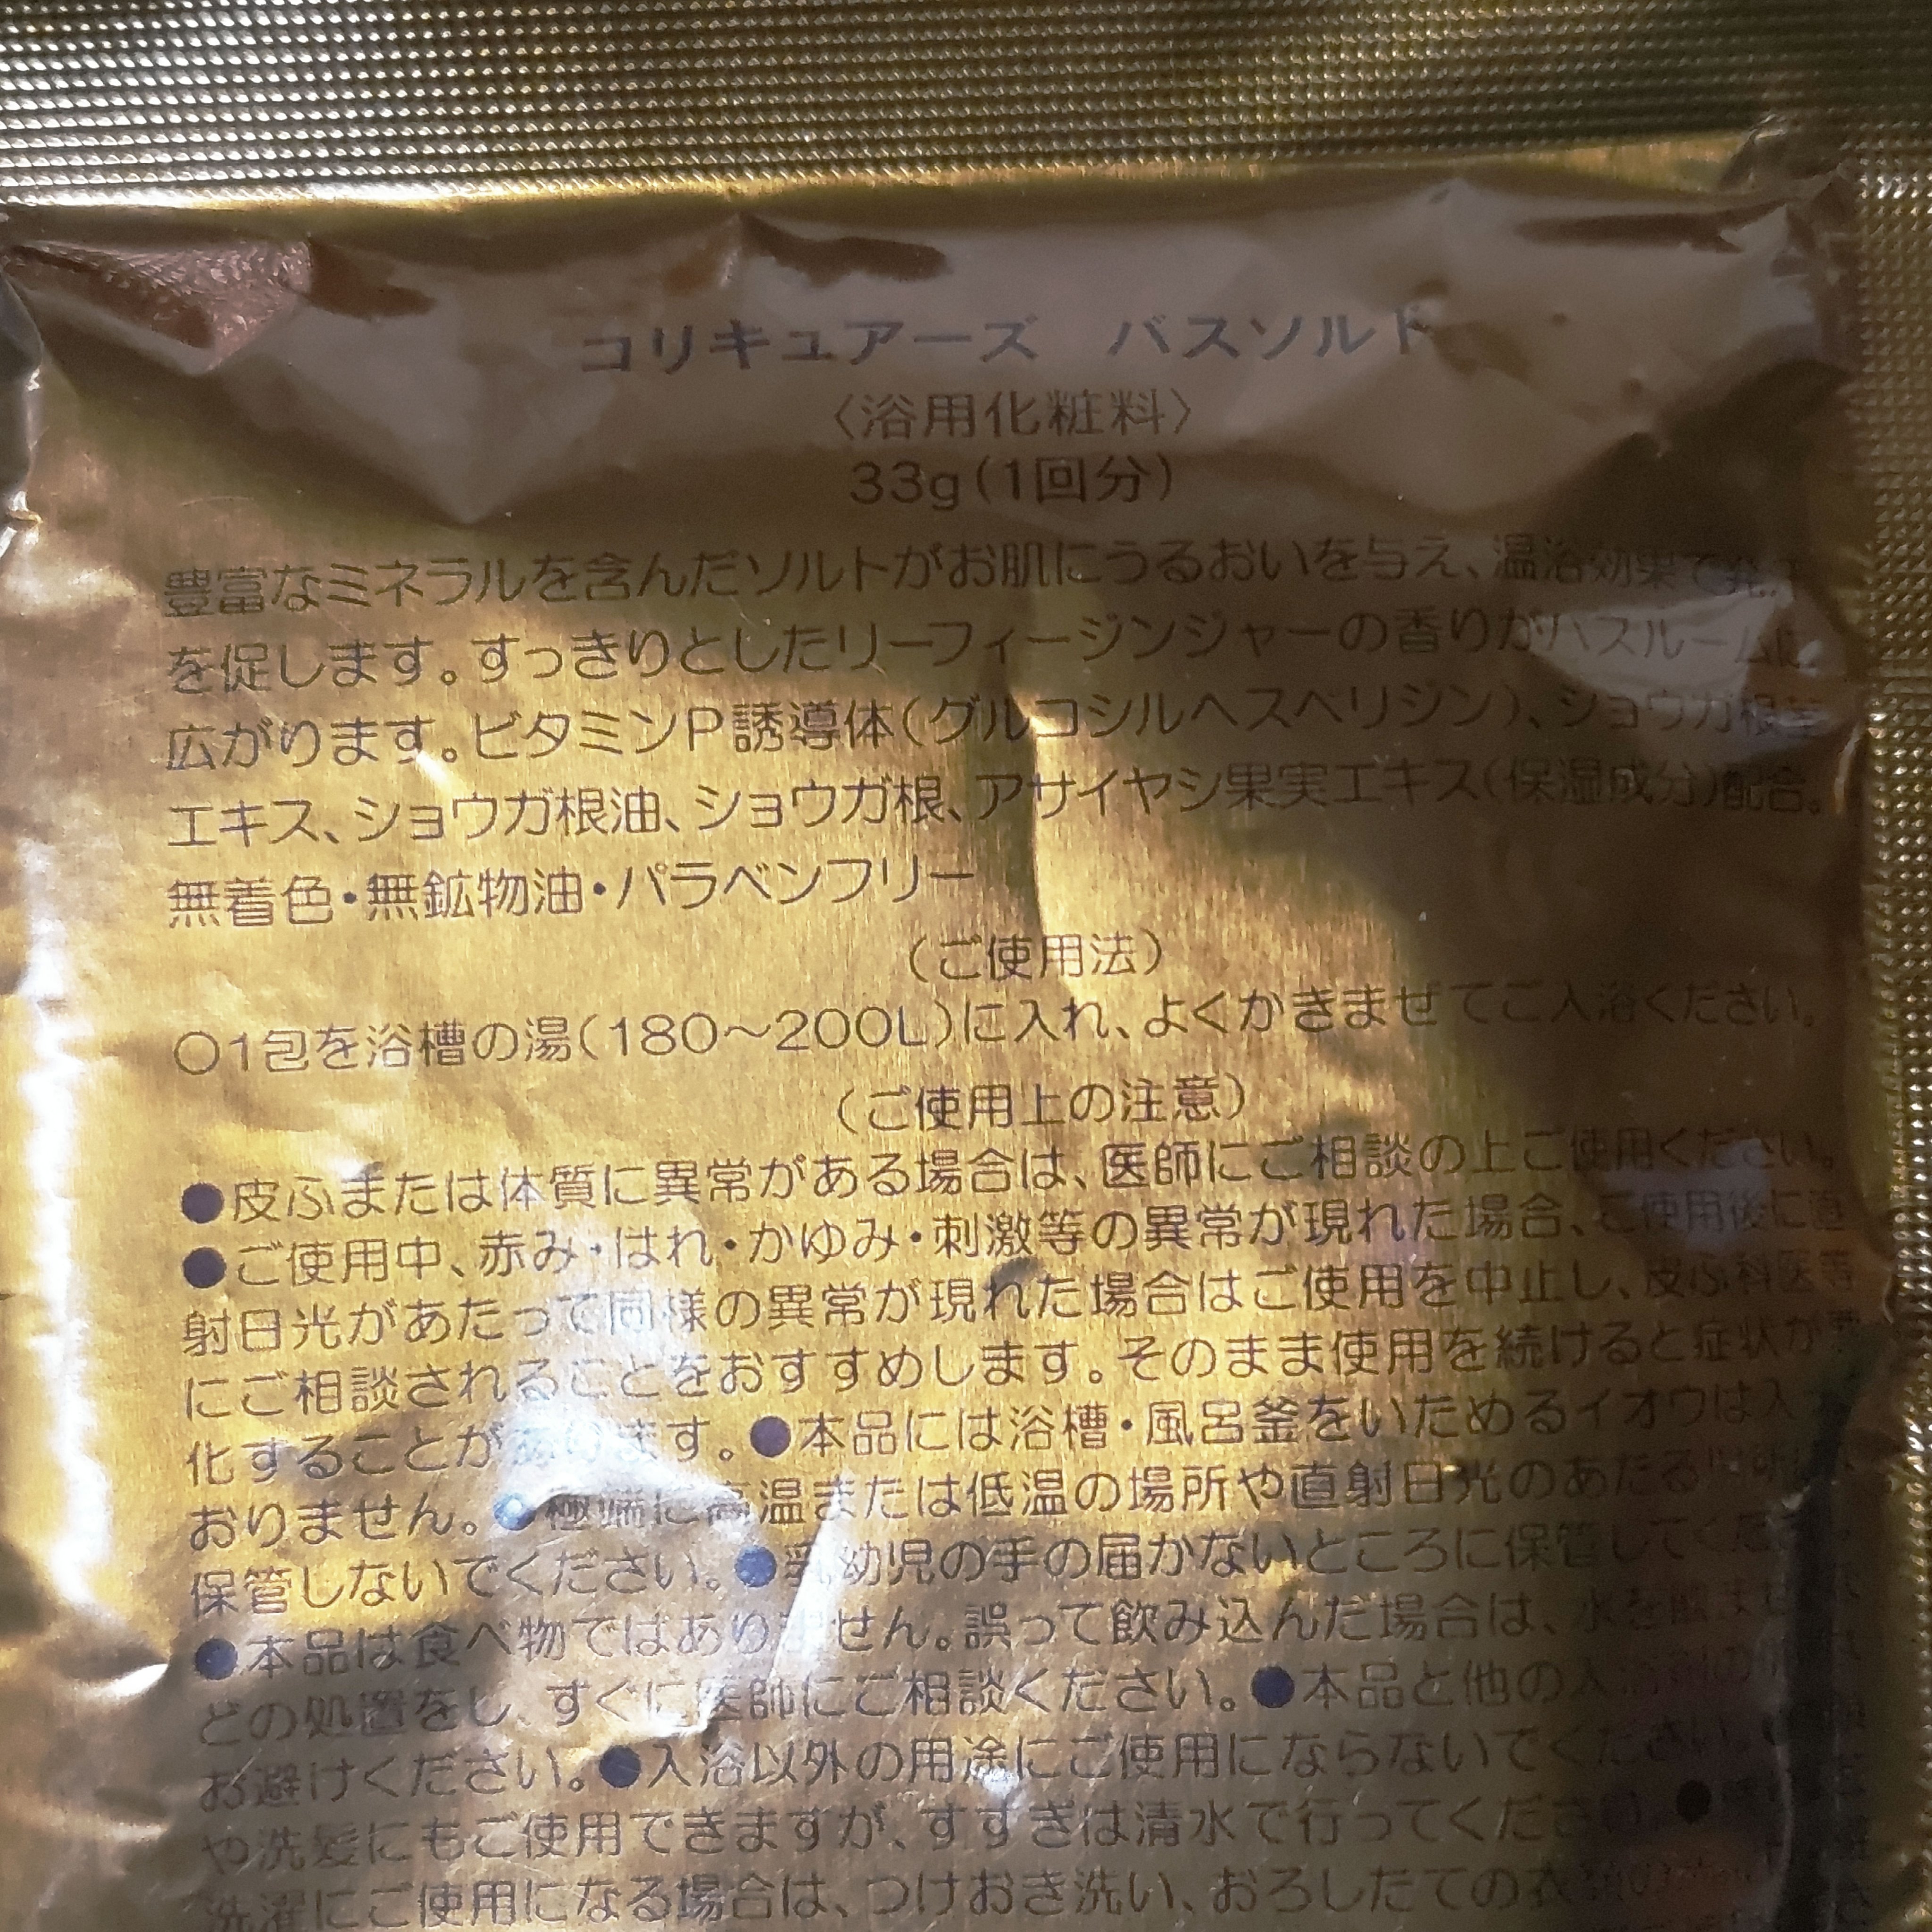 コリキュアーズ バスソルト
〈浴用化粧料〉
33g(1回分)
豊富なミネラルを含んだソルトがお肌にうるおいを与え、温浴効果で発汗
を促します。すっきりとしたリーフィージンジャーの香りがバスルームに
広がります。ビタミンP誘導体(グルコシルヘスペリジン)、ショウガ根茎
エキス、ショウガ根油、ショウガ根、アサイヤシ果実エキス(保湿成分)配合。
無着色・無鉱物油・パラベンフリー
(ご使用法)
○1包を浴槽の湯(180〜200L)に入れ、よくかきまぜてご入浴ください。
(ご使用上の注意)
●皮ふまたは体質に異常がある場合は、医師にご相談の上ご使用ください。
●ご使用中、赤み・はれ・かゆみ・刺激等の異常が現れた場合、ご使用後に直
射日光があたって同様の異常が現れた場合はご使用を中止し、皮ふ科医等
にご相談されることをおすすめします。そのまま使用を続けると症状が悪
化することがあります。●本品には浴槽・風呂釜をいためるイオウは入
おりません。●極端に高温または低温の場所や直射日光のあたる
保管しないでください。●乳幼児の手の届かないところに保管してくだ
●本品は食べ物ではありません。誤って飲み込んだ場合は、水を飲ませ
どの処置をし、すぐに医師にご相談ください。●本品と他の入浴剤の
お避けください。●入浴以外の用途にご使用にならないでください
や洗髪にもご使用できますが、すすぎは清水で行ってください。●
洗濯にご使用になる場合は、つけおき洗い、おろしたての衣類の